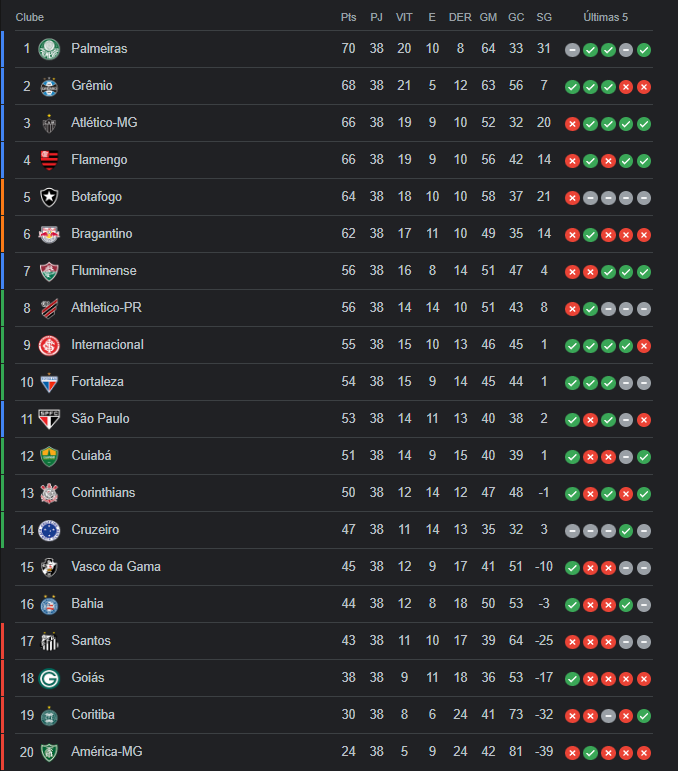 Clube Pts PJ VIT E DER GM GC SG Últimas 5
1 Palmeiras 70 38 20 10 8 64 33 31
2 Grêmio 68 38 21 5 12 63 56 7
3 Atlético-MG 66 38 19 9 10 52 32 20
4 Flamengo 66 38 19 9 10 56 42 14
5 Botafogo 64 38 18 10 10 58 37 21
6 Bragantino 62 38 17 11 10 49 35 14
7 Fluminense 56 38 16 8 14 51 47 4
8 Athletico-PR 56 38 14 14 10 51 43 8
9 Internacional 55 38 15 10 13 46 45 1
10 Fortaleza 54 38 15 9 14 45 44 1
11 São Paulo 53 38 14 11 13 40 38 2
12 Cuiabá 51 38 14 9 15 40 39 1
13 Corinthians 50 38 12 14 12 47 48 -1
14 Cruzeiro 47 38 11 14 13 35 32 3
15 Vasco da Gama 45 38 12 9 17 41 51 -10
16 Bahia 44 38 12 8 18 50 53 -3
17 Santos 43 38 11 10 17 39 64 -25
18 Goiás 38 38 9 11 18 36 53 -17
19 Coritiba 30 38 8 6 24 41 73 -32
20 América-MG 24 38 5 9 24 42 81 -39